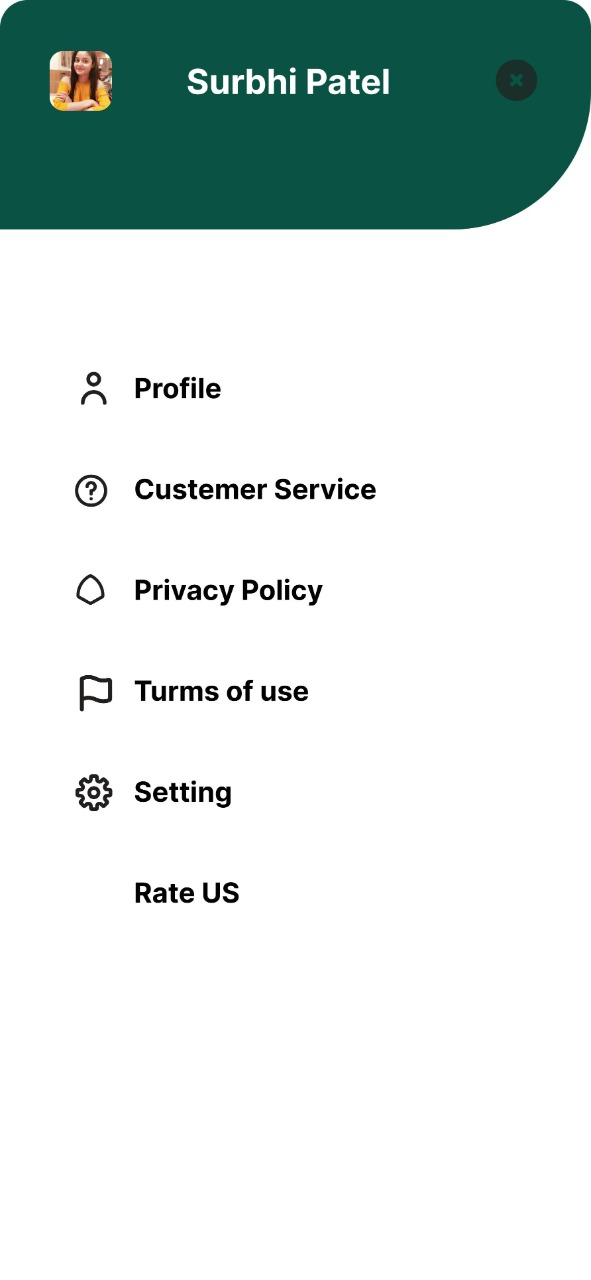 Surbhi Patel
Profile
Custemer Service
Privacy Policy
Turms of use
Setting
Rate US